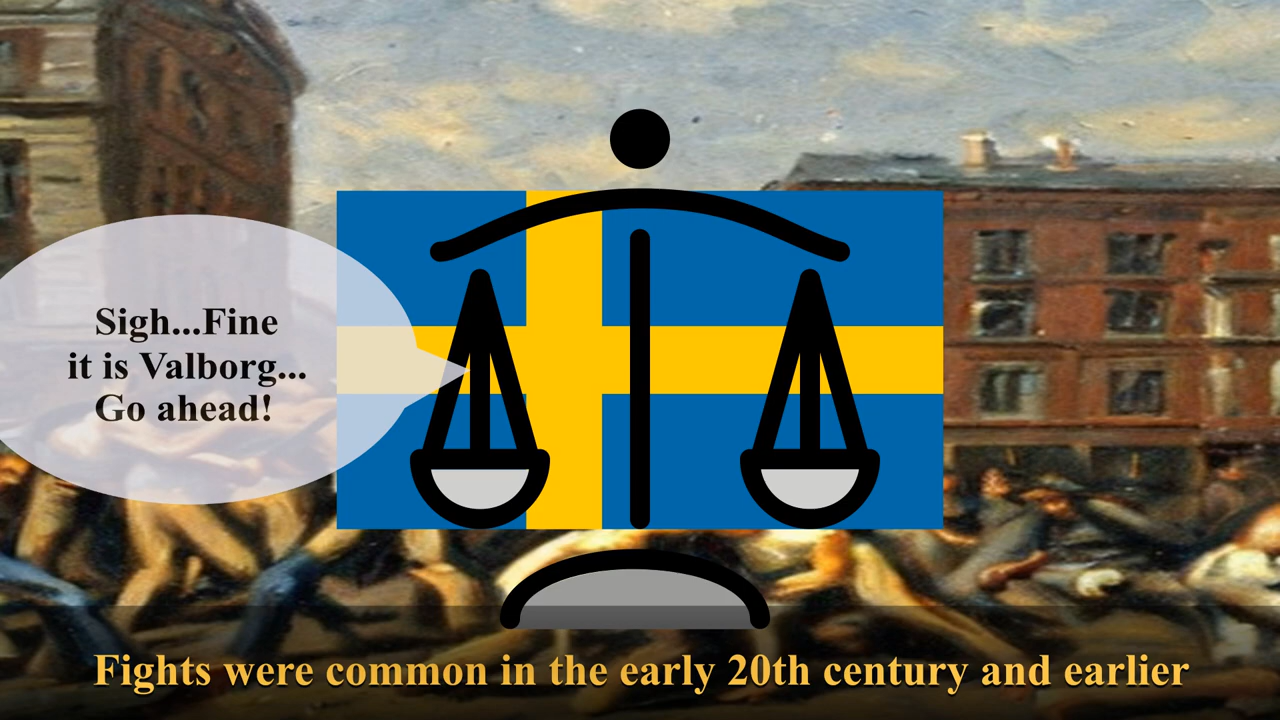 Sigh...Fine
it is Valborg...
Go ahead!
Fights were common in the early 20th century and earlier